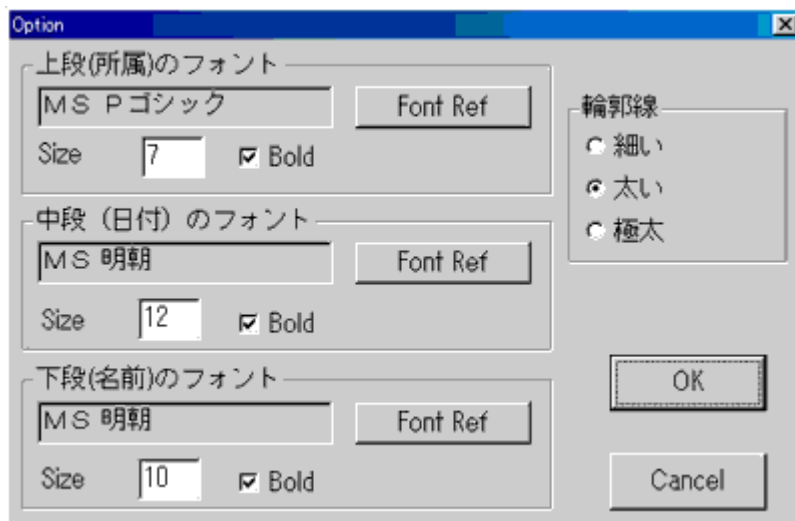 Option
上段(所属)のフォント
ＭＳ Ｐゴシック
Font Ref
Size
7
Bold
中段（日付）のフォント
ＭＳ 明朝
Font Ref
Size
12
Bold
下段(名前)のフォント
ＭＳ 明朝
Font Ref
Size
10
Bold
輪郭線
細い
太い
極太
OK
Cancel